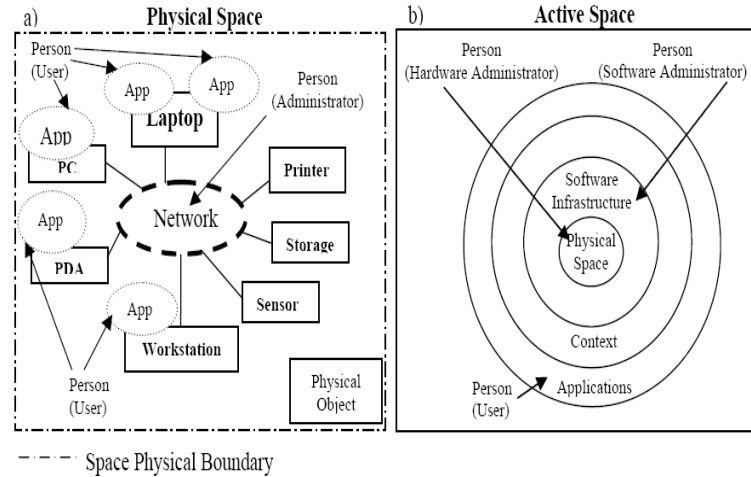 a)
Physical Space
Person
(User)
App
App
App
Laptop
PC
Person
(Administrator)
Printer
Network
App
PDA
Storage
Sensor
App
Workstation
Person
(User)
Physical
Object
Space Physical Boundary
b)
Active Space
Person
(Hardware Administrator)
Person
(Software Administrator)
Software
Infrastructure
Physical
Space
Context
Applications
Person
(User)